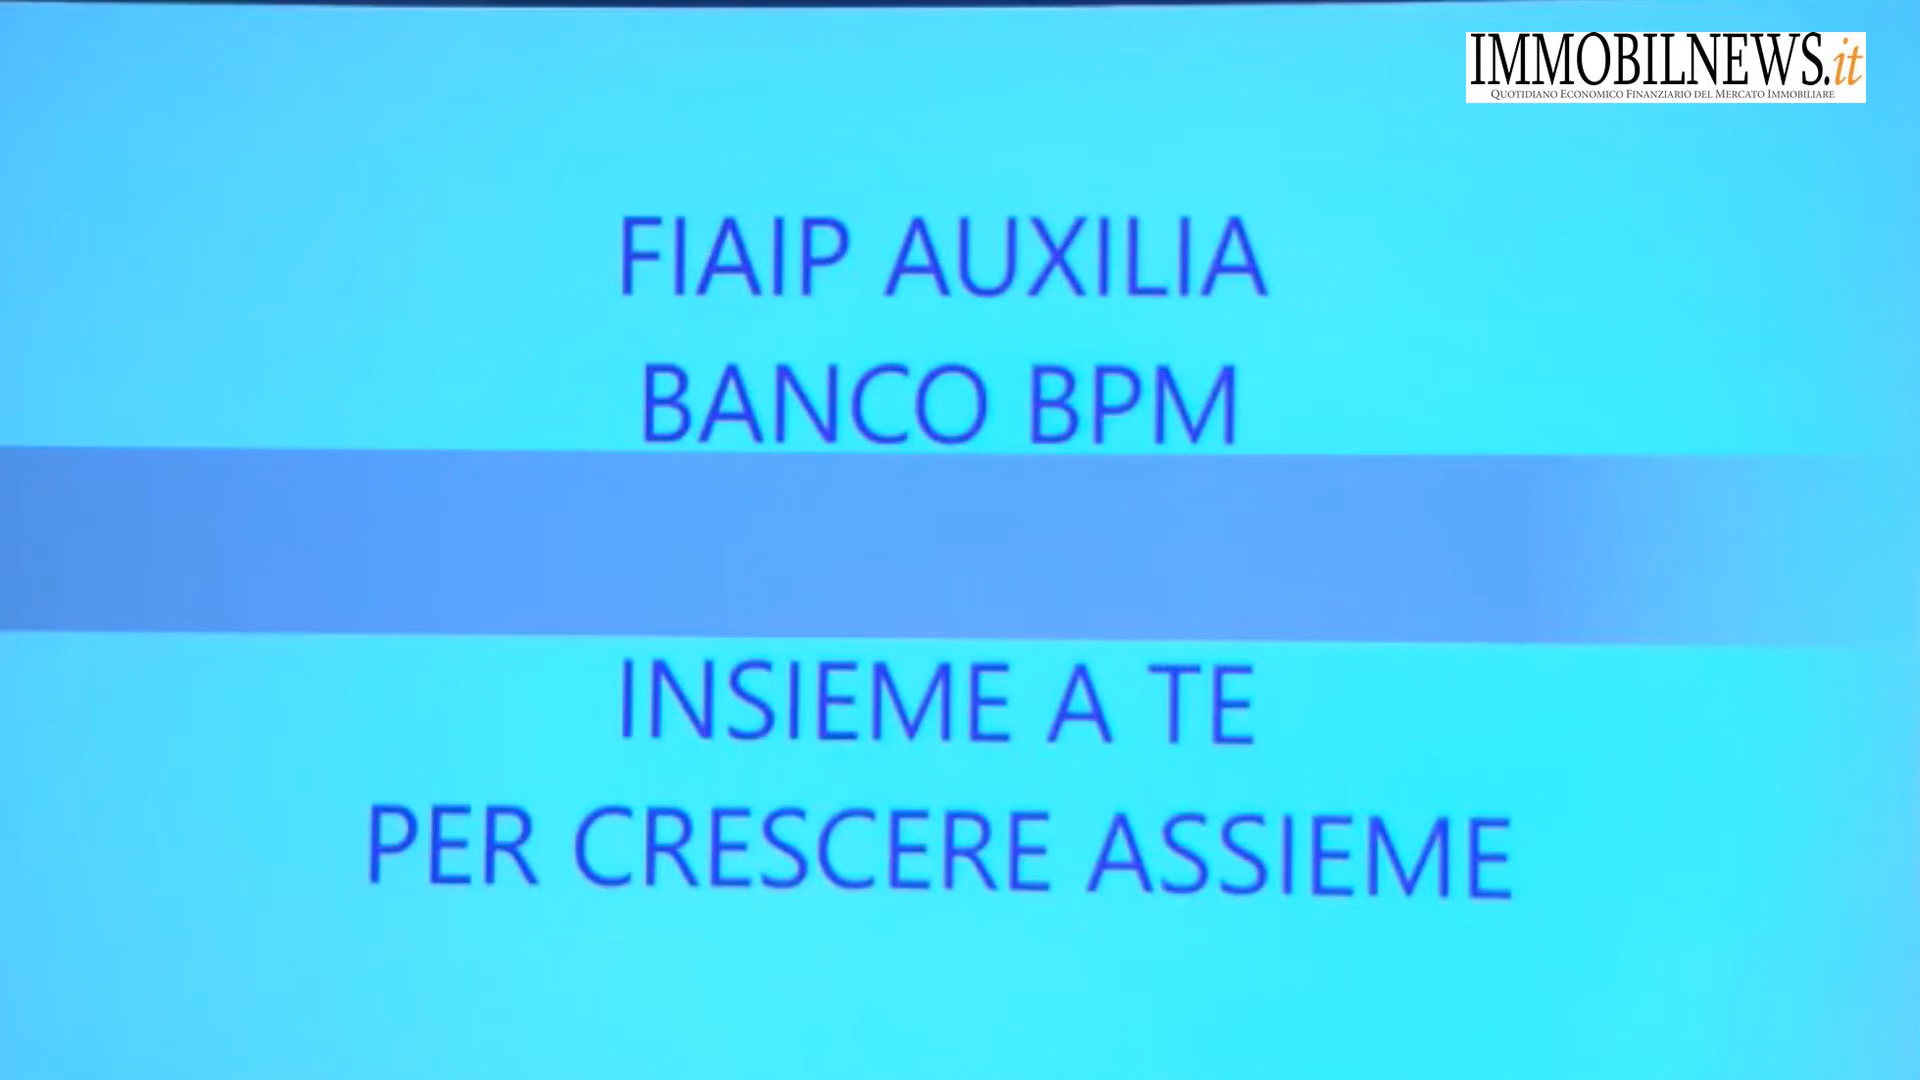 IMMOBILNEWS.it
QUOTIDIANO ECONOMICO FINANZIARIO DEL MERCATO IMMOBILIARE
FIAIP AUXILIA
BANCO BPM
INSIEME A TE
PER CRESCERE ASSIEME